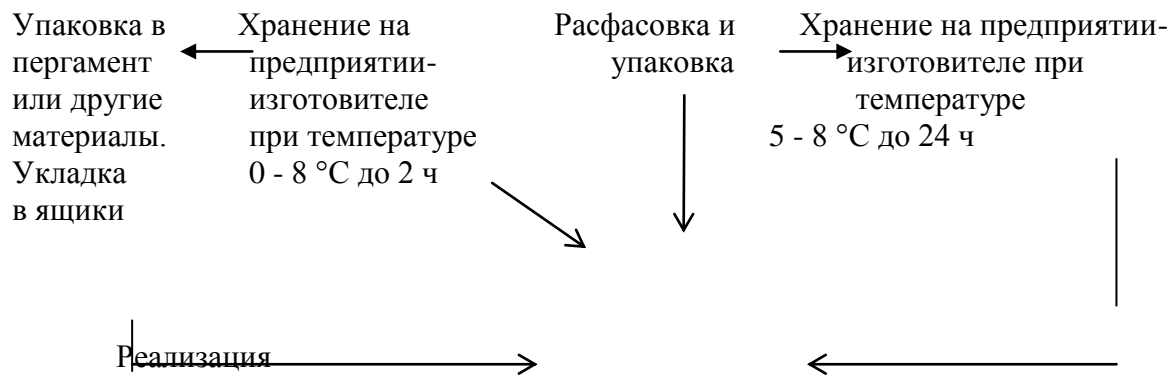 Упаковка в
пергамент
или другие
материалы.
Укладка
в ящики
Хранение на
предприятии-
изготовителе
при температуре
0 - 8 °С до 2 ч
Расфасовка и
упаковка
Хранение на предприятии-
изготовителе при
температуре
5 - 8 °С до 24 ч
Реализация